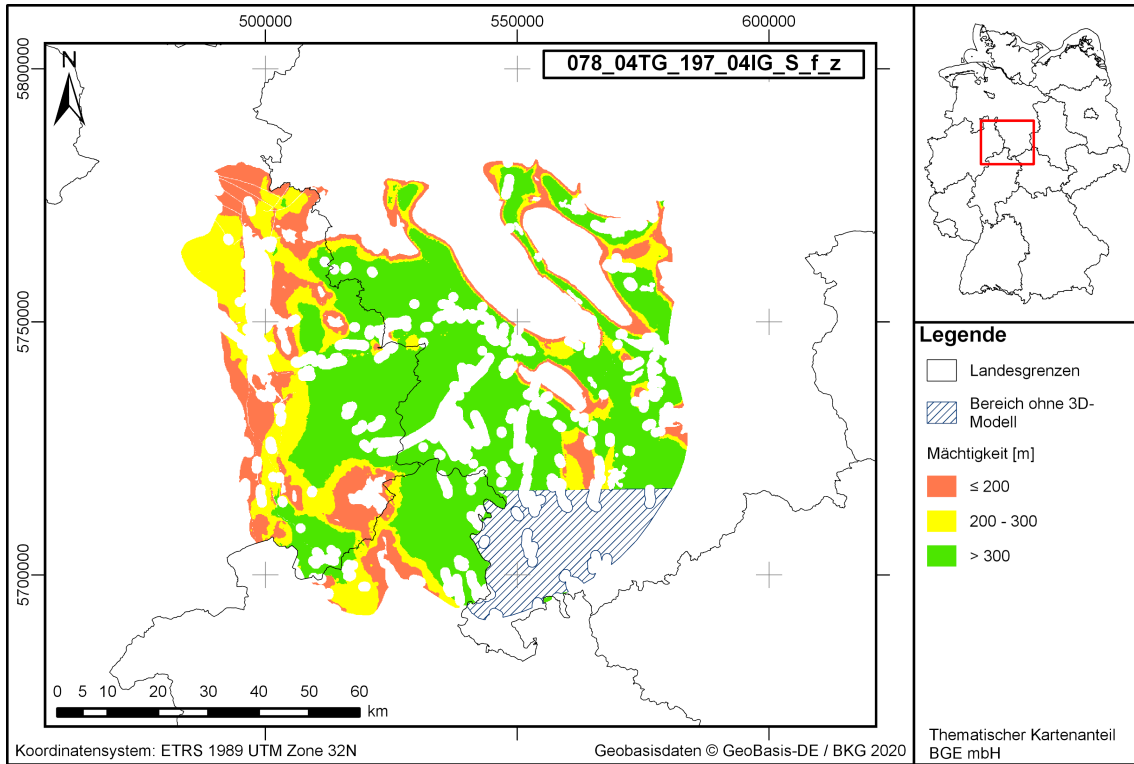 500000
550000
600000
5800000
5750000
5700000
078_04TG_197_04IG_S_f_z
N
0 5 10 20 30 40 50 60
km
Koordinatensystem: ETRS 1989 UTM Zone 32N
Geobasisdaten © GeoBasis-DE / BKG 2020
Legende
Landesgrenzen
Bereich ohne 3D-
Modell
Mächtigkeit [m]
≤ 200
200 - 300
> 300
Thematischer Kartenanteil
BGE mbH